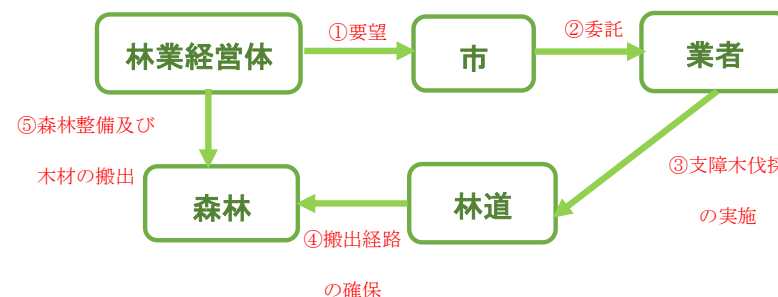 林業経営体
①要望
市
②委託
業者
⑤森林整備及び
木材の搬出
森林
④搬出経路
の確保
林道
③支障木伐採
の実施